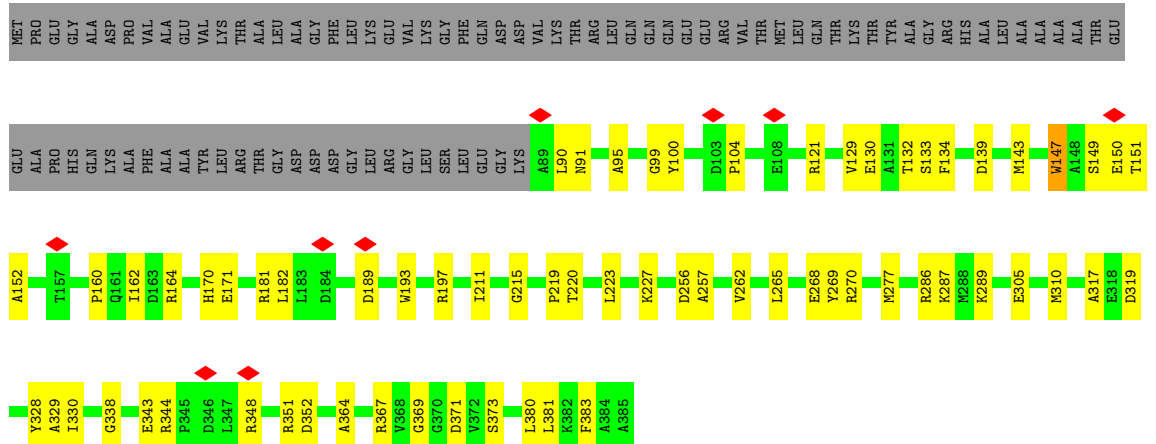 MET PRO GLU GLY ALA ASP PRO VAL ALA GLU VAL LYS THR ALA LEU ALA GLY PHE LEU LYS GLU VAL LYS GLY PHE GLN ASP ASP VAL LYS THR ARG LEU GLN GLN GLN GLU GLU ARG VAL THR MET LEU GLN THR LYS THR TYR ALA GLY ARG HIS ALA LEU ALA ALA ALA ALA THR GLU
GLU ALA PRO HIS GLN LYS ALA PHE ALA ALA TYR LEU ARG THR GLY ASP ASP ASP GLY LEU ARG GLY LEU SER LEU GLU GLY LYS A89 L90 N91 A95 G99 Y100 D103 P104 E108 R121 V129 E130 A131 T132 S133 F134 D139 M143 W147 A148 S149 E150 T151
A152 T157 P160 Q161 I162 D163 R164 H170 E171 R181 L182 L183 D184 D189 W193 R197 I211 G215 P219 T220 L223 K227 D256 A257 V262 L265 E268 Y269 R270 M277 R286 K287 M288 K289 E305 M310 A317 E318 D319
Y328 A329 I330 G338 E343 R344 P345 D346 L347 R348 R351 D352 A364 R367 V368 G369 G370 D371 V372 S373 L380 L381 K382 F383 A384 A385